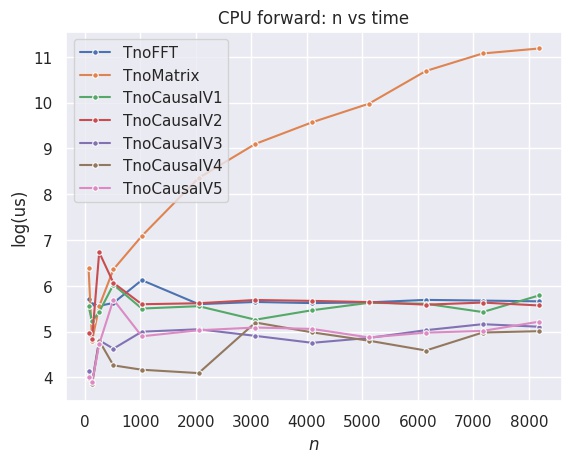 CPU forward: n vs time
TnoFFT
TnoMatrix
TnoCausalV1
TnoCausalV2
TnoCausalV3
TnoCausalV4
TnoCausalV5
11
10
9
8
7
6
5
4
log(us)
0 1000 2000 3000 4000 5000 6000 7000 8000
n